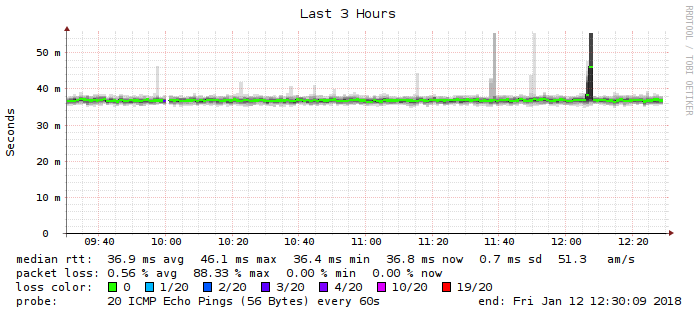 Last 3 Hours
RRDTOOL / TOBI OETIKER
Seconds
50 m
40 m
30 m
20 m
10 m
0
09:40 10:00 10:20 10:40 11:00 11:20 11:40 12:00 12:20
median rtt: 36.9 ms avg 46.1 ms max 36.4 ms min 36.8 ms now 0.7 ms sd 51.3 am/s
packet loss: 0.56 % avg 88.33 % max 0.00 % min 0.00 % now
loss color: 0 1/20 2/20 3/20 4/20 10/20 19/20
probe: 20 ICMP Echo Pings (56 Bytes) every 60s end: Fri Jan 12 12:30:09 2018